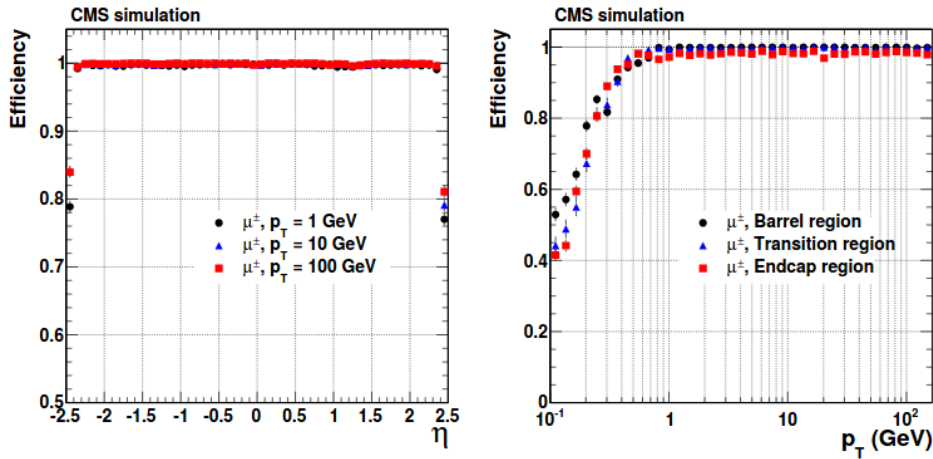 CMS simulation
Efficiency
1
0.9
0.8
0.7
0.6
0.5
μ±, pT = 1 GeV
μ±, pT = 10 GeV
μ±, pT = 100 GeV
-2.5 -2 -1.5 -1 -0.5 0 0.5 1 1.5 2 2.5
η
CMS simulation
Efficiency
1
0.8
0.6
0.4
0.2
0
μ±, Barrel region
μ±, Transition region
μ±, Endcap region
10-1 1 10 102
pT (GeV)